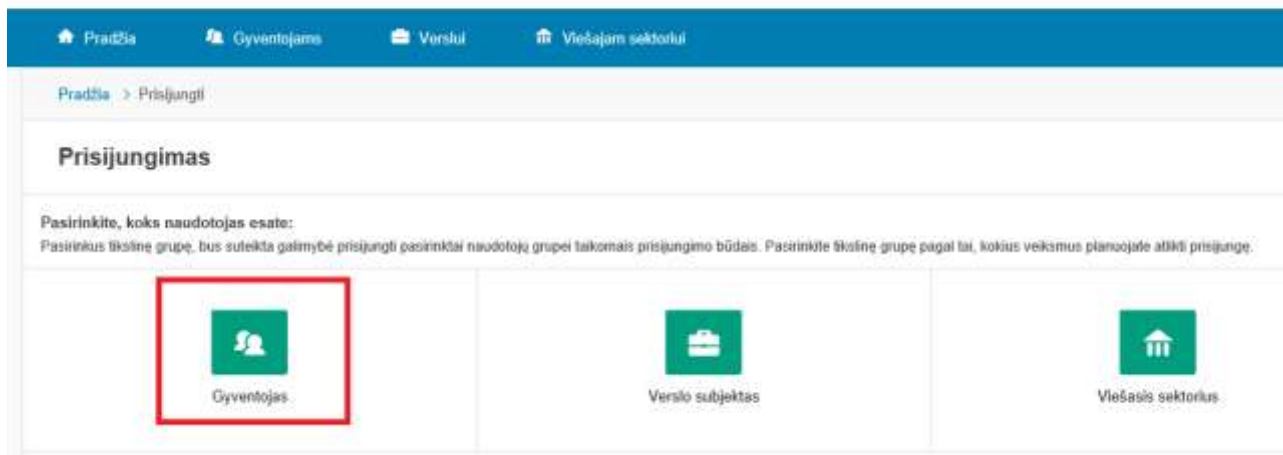 Pradžia Gyventojams Verslui Viešajam sektoriui
Pradžia > Prisijungti
Prisijungimas
Pasirinkite, koks naudotojas esate:
Pasirinkus tikslinę grupę, bus suteikta galimybė prisijungti pasirinktai naudotojų grupei taikomais prisijungimo būdais. Pasirinkite tikslinę grupę pagal tai, kokius veiksmus planuojate atlikti prisijungę.
Gyventojas Verslo subjektas Viešasis sektorius